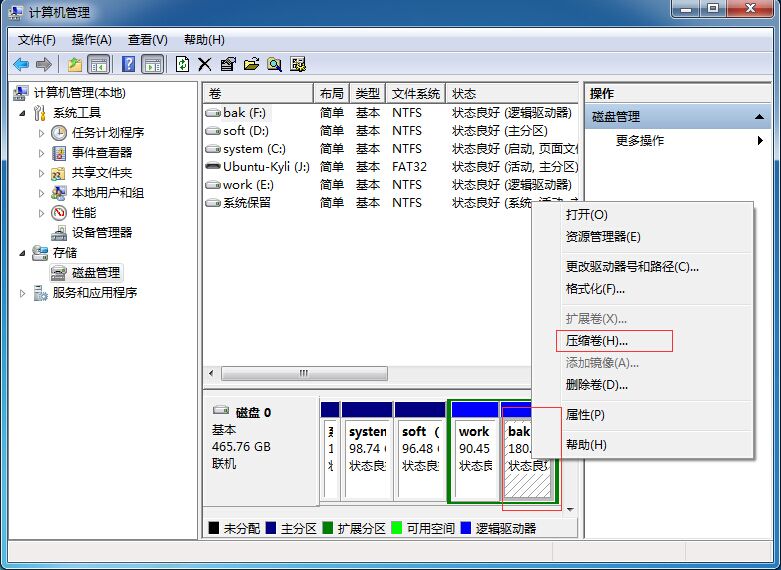 计算机管理
文件(F) 操作(A) 查看(V) 帮助(H)
计算机管理(本地)
系统工具
任务计划程序
事件查看器
共享文件夹
本地用户和组
性能
设备管理器
存储
磁盘管理
服务和应用程序
卷 布局 类型 文件系统 状态
bak (F:) 简单 基本 NTFS 状态良好 (逻辑驱动器)
soft (D:) 简单 基本 NTFS 状态良好 (主分区)
system (C:) 简单 基本 NTFS 状态良好 (启动, 页面文
Ubuntu-Kyli (J:) 简单 基本 FAT32 状态良好 (活动, 主分区)
work (E:) 简单 基本 NTFS 状态良好 (逻辑驱动器)
系统保留 简单 基本 NTFS 状态良好 (系统,
操作
磁盘管理
更多操作
打开(O)
资源管理器(E)
更改驱动器号和路径(C)...
格式化(F)...
扩展卷(X)...
压缩卷(H)...
添加镜像(A)...
删除卷(D)...
属性(P)
帮助(H)
磁盘 0
基本
465.76 GB
联机
system
98.74
状态良
soft (
96.48
状态良
work
90.45
状态良
bak
180.
状态良
未分配 主分区 扩展分区 可用空间 逻辑驱动器